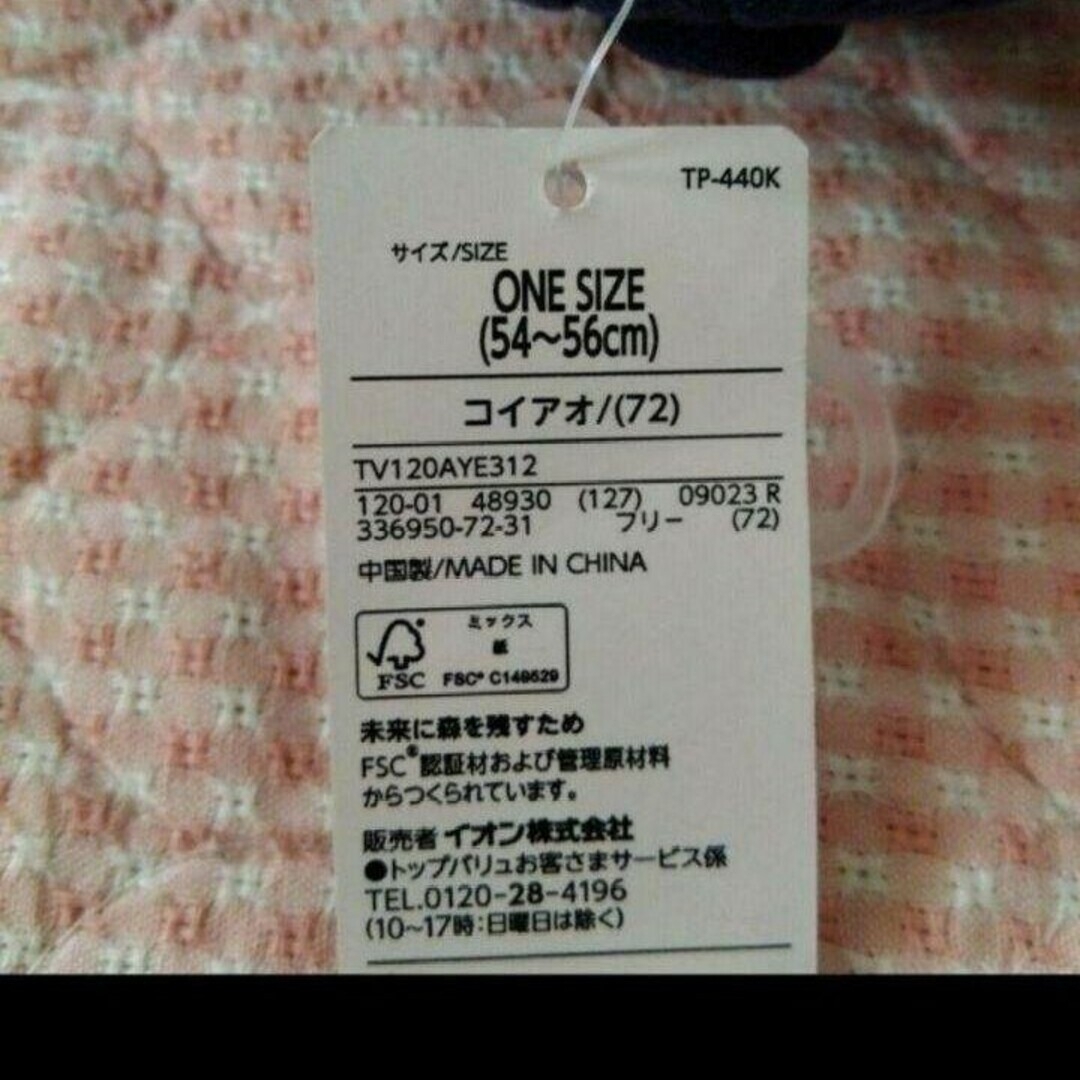 TP-440K
サイズ/SIZE
ONE SIZE
(54〜56cm)
コイアオ/(72)
TV120AYE312
120-01 48930 (127) 09023 R
336950-72-31 フリー (72)
中国製/MADE IN CHINA
ミックス
紙
FSC FSC® C149529
未来に森を残すため
FSC®認証材および管理原材料
からつくられています。
販売者 イオン株式会社
●トップバリュお客さまサービス係
TEL.0120-28-4196
(10〜17時:日曜日は除く)